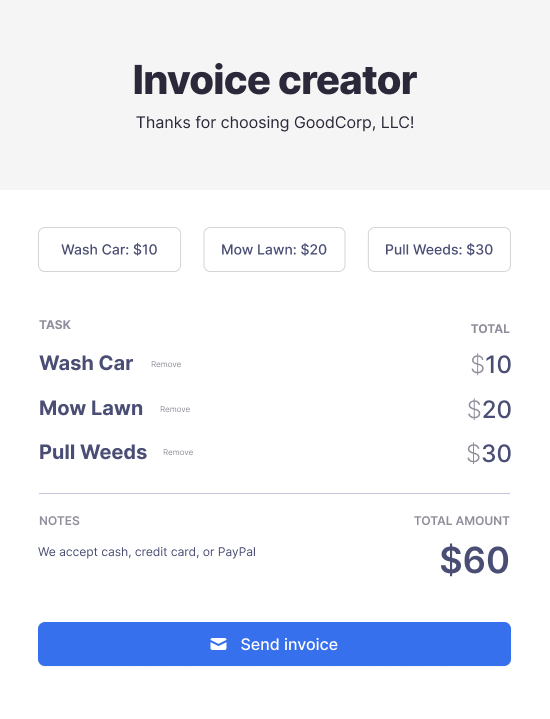 Invoice creator
Thanks for choosing GoodCorp, LLC!
Wash Car: $10
Mow Lawn: $20
Pull Weeds: $30
TASK TOTAL
Wash Car Remove $10
Mow Lawn Remove $20
Pull Weeds Remove $30
NOTES TOTAL AMOUNT
We accept cash, credit card, or PayPal $60
Send invoice